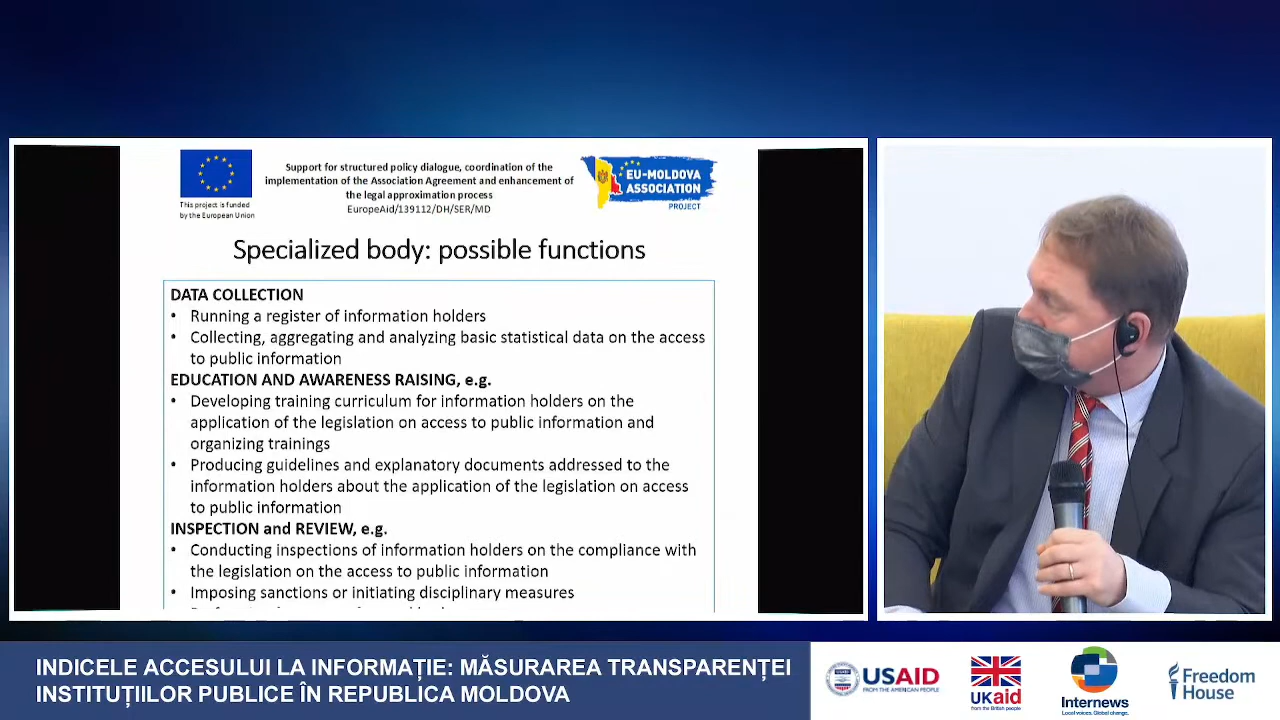 This project is funded
by the European Union
Support for structured policy dialogue, coordination of the
implementation of the Association Agreement and enhancement of
the legal approximation process
EuropeAid/139112/DH/SER/MD
EU-MOLDOVA
ASSOCIATION
PROJECT
Specialized body: possible functions
DATA COLLECTION
• Running a register of information holders
• Collecting, aggregating and analyzing basic statistical data on the access
to public information
EDUCATION AND AWARENESS RAISING, e.g.
• Developing training curriculum for information holders on the
application of the legislation on access to public information and
organizing trainings
• Producing guidelines and explanatory documents addressed to the
information holders about the application of the legislation on access
to public information
INSPECTION and REVIEW, e.g.
• Conducting inspections of information holders on the compliance with
the legislation on the access to public information
• Imposing sanctions or initiating disciplinary measures
INDICELE ACCESULUI LA INFORMAȚIE: MĂSURAREA TRANSPARENȚEI
INSTITUȚIILOR PUBLICE ÎN REPUBLICA MOLDOVA
USAID
FROM THE AMERICAN PEOPLE
UKaid
from the British people
Internews
Local voices. Global change.
Freedom
House